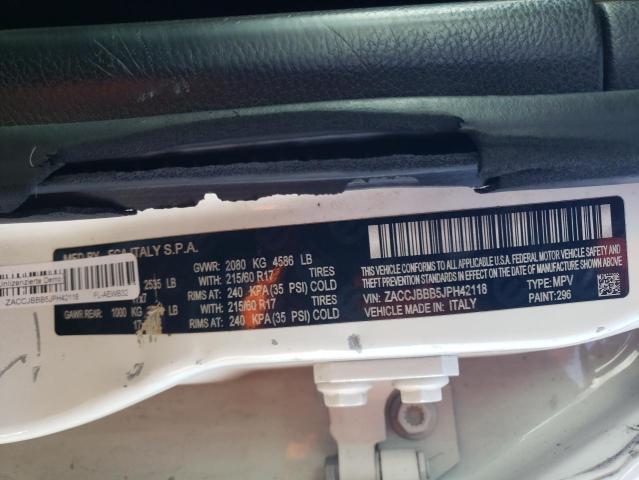 MFD BY FCA ITALY S.P.A.
GVWR: 2080 KG 4586 LB
2535 LB 215/60 R17 TIRES
RIMS AT: 240 KPA (35 PSI) COLD
GAWR REAR: 1000 KG LB 215/60 R17 TIRES
RIMS AT: 240 KPA (35 PSI) COLD
THIS VEHICLE CONFORMS TO ALL APPLICABLE U.S.A. FEDERAL MOTOR VEHICLE SAFETY AND
THEFT PREVENTION STANDARDS IN EFFECT ON THE DATE OF MANUFACTURE SHOWN ABOVE.
VIN: ZACCJBBB5JPH42118 TYPE: MPV
VEHICLE MADE IN: ITALY PAINT: 296
Unlizenzierte
ZACCJBBB5JPH42118